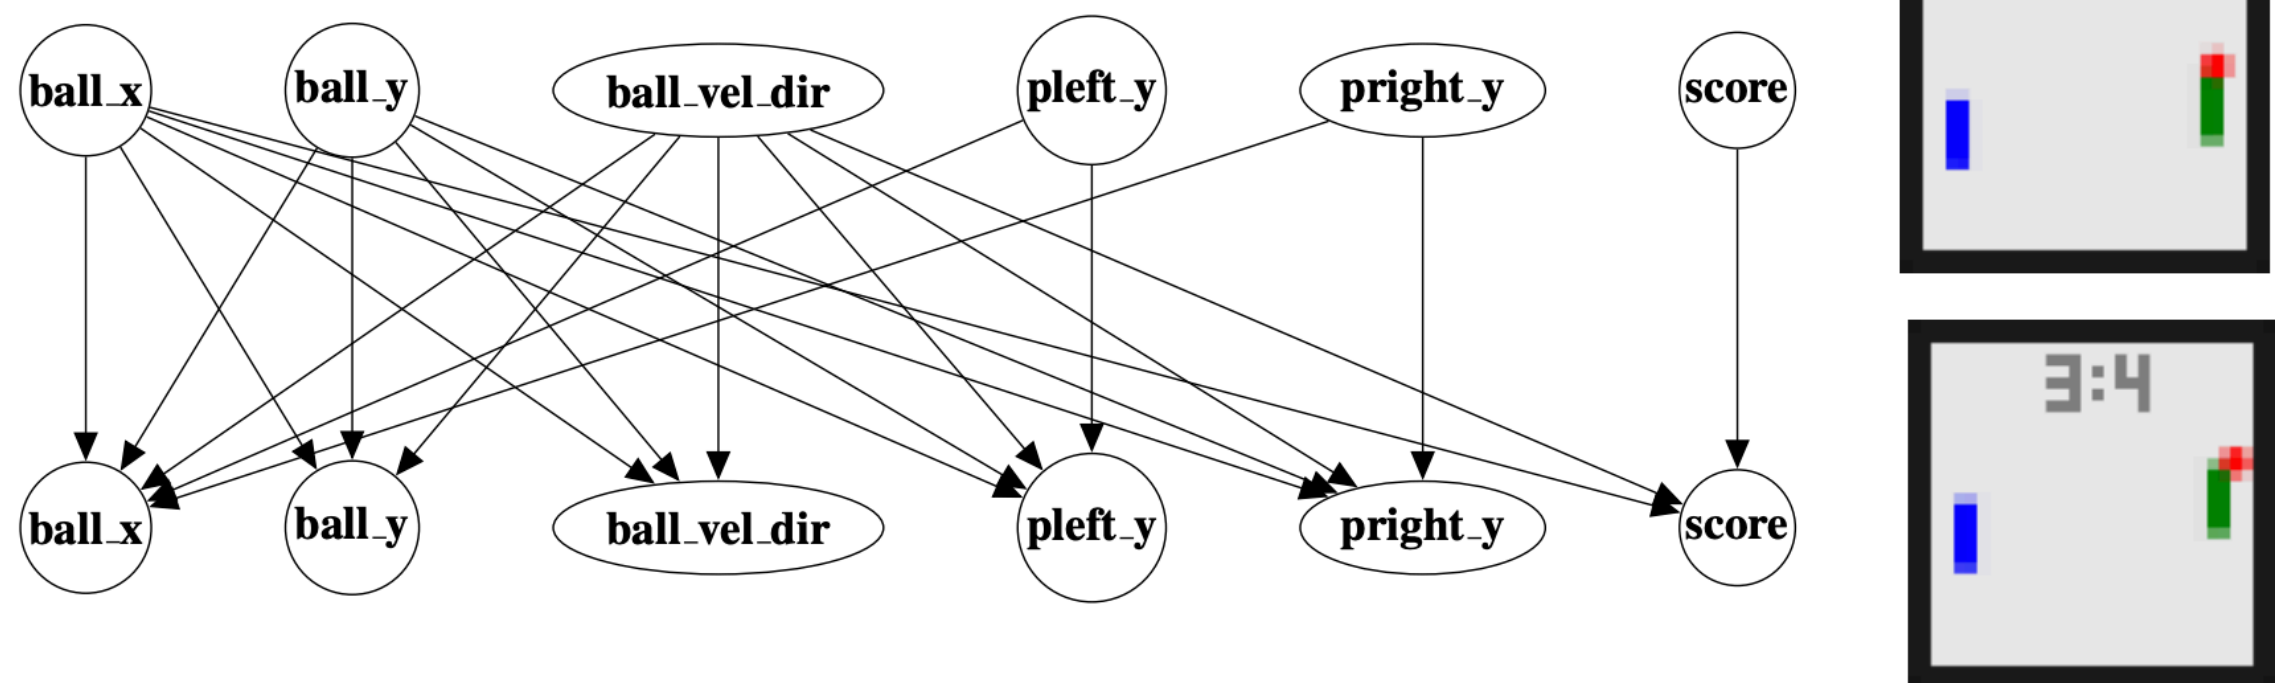 ball_x
ball_y
ball_vel_dir
pleft_y
pright_y
score
3:4
ball_x
ball_y
ball_vel_dir
pleft_y
pright_y
score